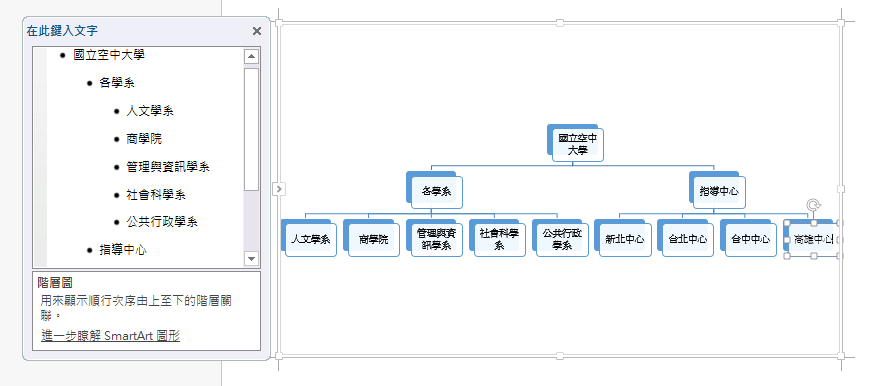 在此鍵入文字
國立空中大學
各學系
人文學系
商學院
管理與資訊學系
社會科學系
公共行政學系
指導中心
階層圖
用來顯示順行次序由上至下的階層關
聯。
進一步瞭解 SmartArt 圖形
國立空中
大學
各學系
指導中心
人文學系
商學院
管理與資
訊學系
社會科學
系
公共行政
學系
新北中心
台北中心
台中中心
高雄中心